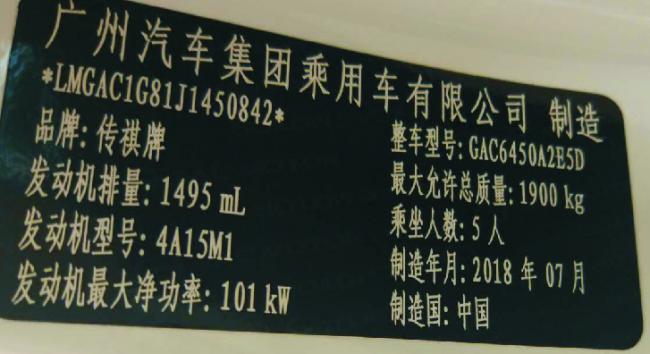 广州汽车集团乘用车有限公司 制造
*LMGAC1G81J1450842*
品牌: 传祺牌
发动机排量: 1495 mL
发动机型号: 4A15M1
发动机最大净功率: 101 kW
整车型号: GAC6450A2E5D
最大允许总质量: 1900 kg
乘坐人数: 5 人
制造年月: 2018 年 07 月
制造国: 中国